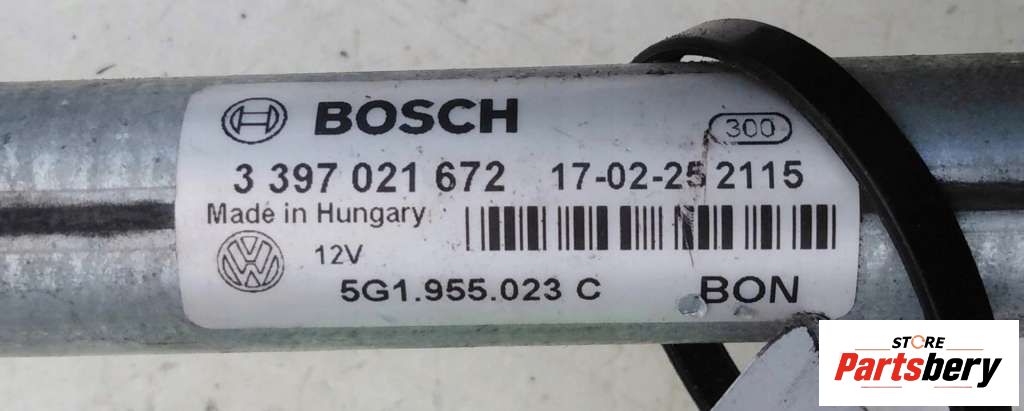 BOSCH
300
3 397 021 672 17-02-25 2115
Made in Hungary
12V
5G1.955.023 C BON
STORE
Partsbery